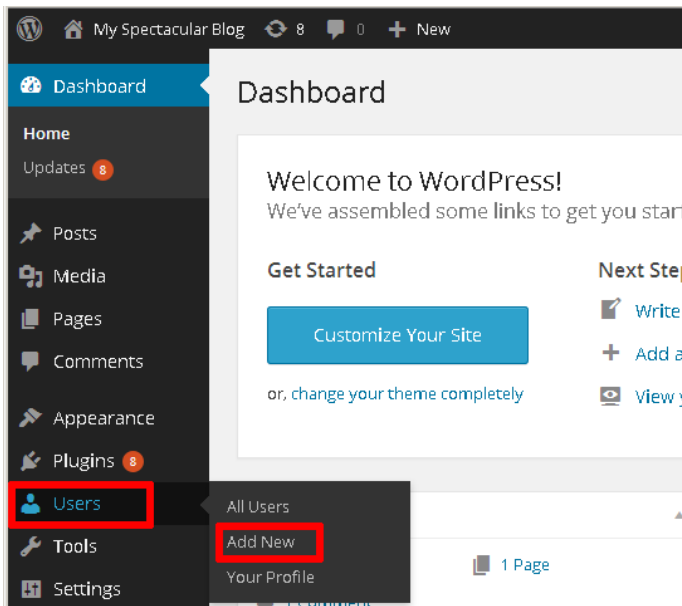 My Spectacular Blog 8 0 + New
Dashboard
Home
Updates 8
Posts
Media
Pages
Comments
Appearance
Plugins 8
Users
Tools
Settings
All Users
Add New
Your Profile
Dashboard
Welcome to WordPress!
We've assembled some links to get you
Get Started
Customize Your Site
or, change your theme completely
Next
Write
Add
View
1 Page